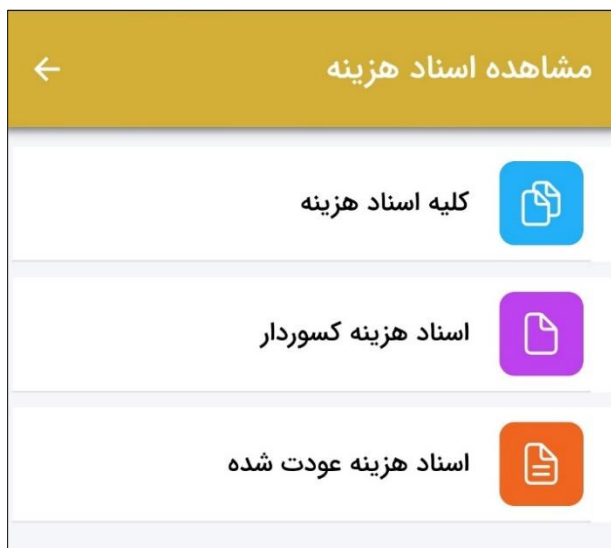 مشاهده اسناد هزینه
کلیه اسناد هزینه
اسناد هزینه کسوردار
اسناد هزینه عودت شده